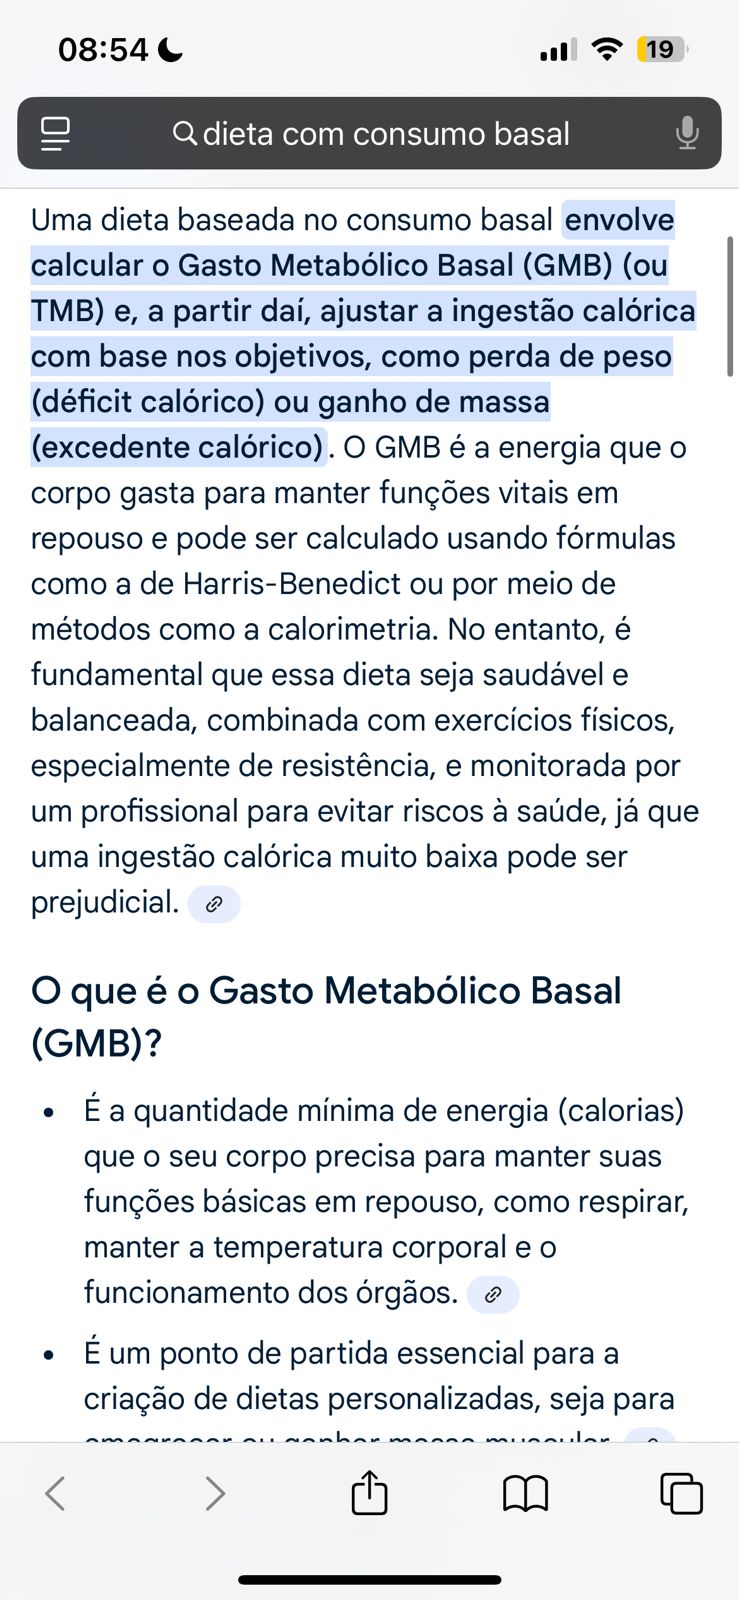 08:54
19
dieta com consumo basal
Uma dieta baseada no consumo basal envolve
calcular o Gasto Metabólico Basal (GMB) (ou
TMB) e, a partir daí, ajustar a ingestão calórica
com base nos objetivos, como perda de peso
(déficit calórico) ou ganho de massa
(excedente calórico). O GMB é a energia que o
corpo gasta para manter funções vitais em
repouso e pode ser calculado usando fórmulas
como a de Harris-Benedict ou por meio de
métodos como a calorimetria. No entanto, é
fundamental que essa dieta seja saudável e
balanceada, combinada com exercícios físicos,
especialmente de resistência, e monitorada por
um profissional para evitar riscos à saúde, já que
uma ingestão calórica muito baixa pode ser
prejudicial.
O que é o Gasto Metabólico Basal
(GMB)?
• É a quantidade mínima de energia (calorias)
que o seu corpo precisa para manter suas
funções básicas em repouso, como respirar,
manter a temperatura corporal e o
funcionamento dos órgãos.
• É um ponto de partida essencial para a
criação de dietas personalizadas, seja para
emagrecer ou ganhar massa muscular.